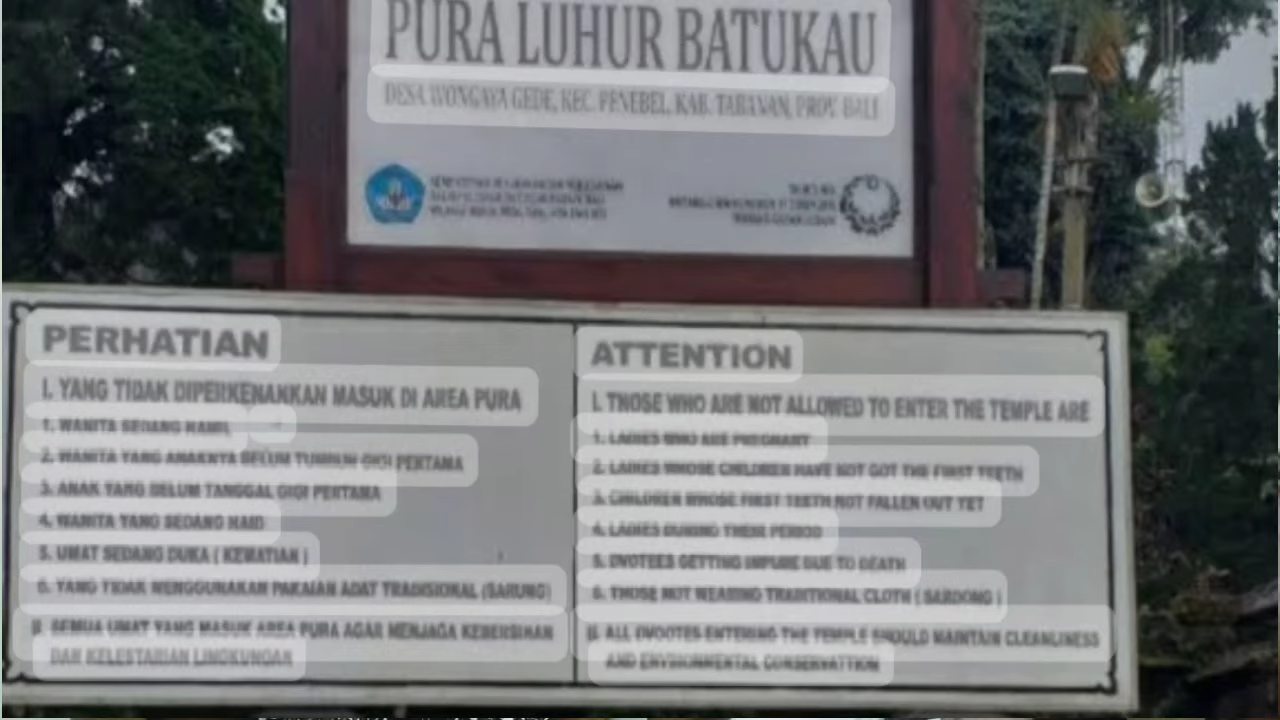 PURA LUHUR BATUKAU
DESA WONGAYA GEDE, KEC. PENEBEL, KAB. TABANAN, PROV. BALI
PERHATIAN
I. YANG TIDAK DIPERKENANKAN MASUK DI AREA PURA
1. WANITA SEDANG HAMIL
2. WANITA YANG ANAKNYA BELUM TUMBUH GIGI PERTAMA
3. ANAK YANG BELUM TANGGAL GIGI PERTAMA
4. WANITA YANG SEDANG HAID
5. UMAT SEDANG DUKA ( KEMATIAN )
6. YANG TIDAK MENGGUNAKAN PAKAIAN ADAT TRADISIONAL (SARUNG)
II. SEMUA UMAT YANG MASUK AREA PURA AGAR MENJAGA KEBERSIHAN
DAN KELESTARIAN LINGKUNGAN
ATTENTION
I. THOSE WHO ARE NOT ALLOWED TO ENTER THE TEMPLE ARE
1. LADIES WHO ARE PREGNANT
2. LADIES WHOSE CHILDREN HAVE NOT GOT THE FIRST TEETH
3. CHILDREN WHOSE FIRST TEETH NOT FALLEN OUT YET
4. LADIES DURING THEIR PERIOD
5. DVOTEES GETTING IMPURE DUE TO DEATH
6. THOSE NOT WEARING TRADITIONAL CLOTH ( SARDONG )
II. ALL DVOOTES ENTERING THE TEMPLE SHOULD MAINTAIN CLEANLINESS
AND ENVIRONMENTAL CONSERVATTION